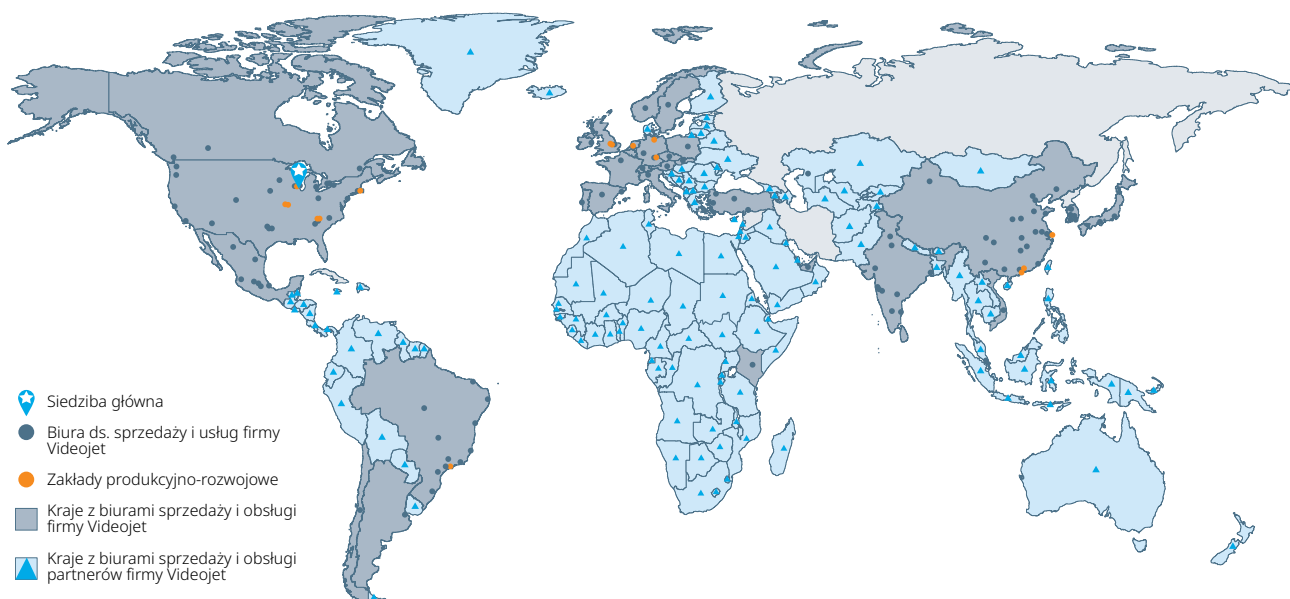 Siedziba główna
Biura ds. sprzedaży i usług firmy
Videojet
Zakłady produkcyjno-rozwojowe
Kraje z biurami sprzedaży i obsługi
firmy Videojet
Kraje z biurami sprzedaży i obsługi
partnerów firmy Videojet